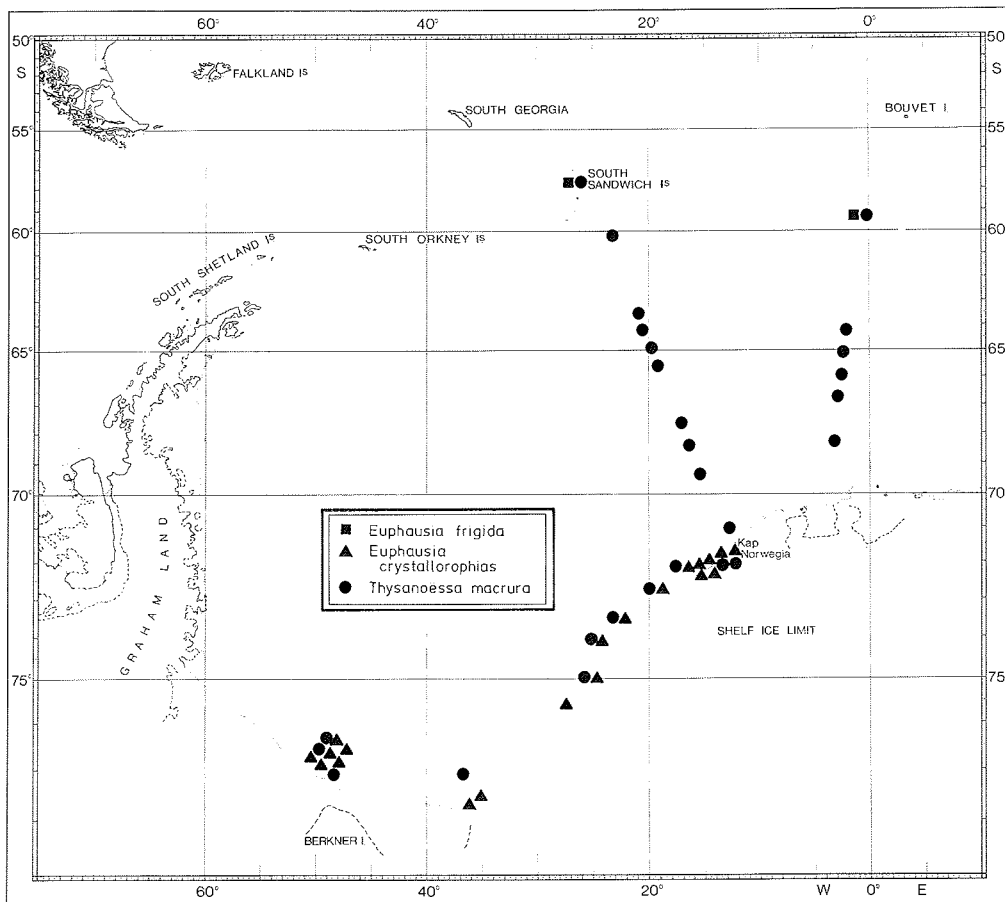 60° 40° 20° 0°
50° 50
S S
FALKLAND Is
SOUTH GEORGIA
BOUVET I.
55° 55
SOUTH
SANDWICH Is
60° 60
SOUTH ORKNEY Is
SOUTH SHETLAND Is
65° 65
70° 70
GRAHAM LAND
Euphausia frigida
Euphausia
crystallorophias
Thysanoëssa macrura
Kap
Norwegia
SHELF ICE LIMIT
75° 75
BERKNER I.
60° 40° 20° W 0° E